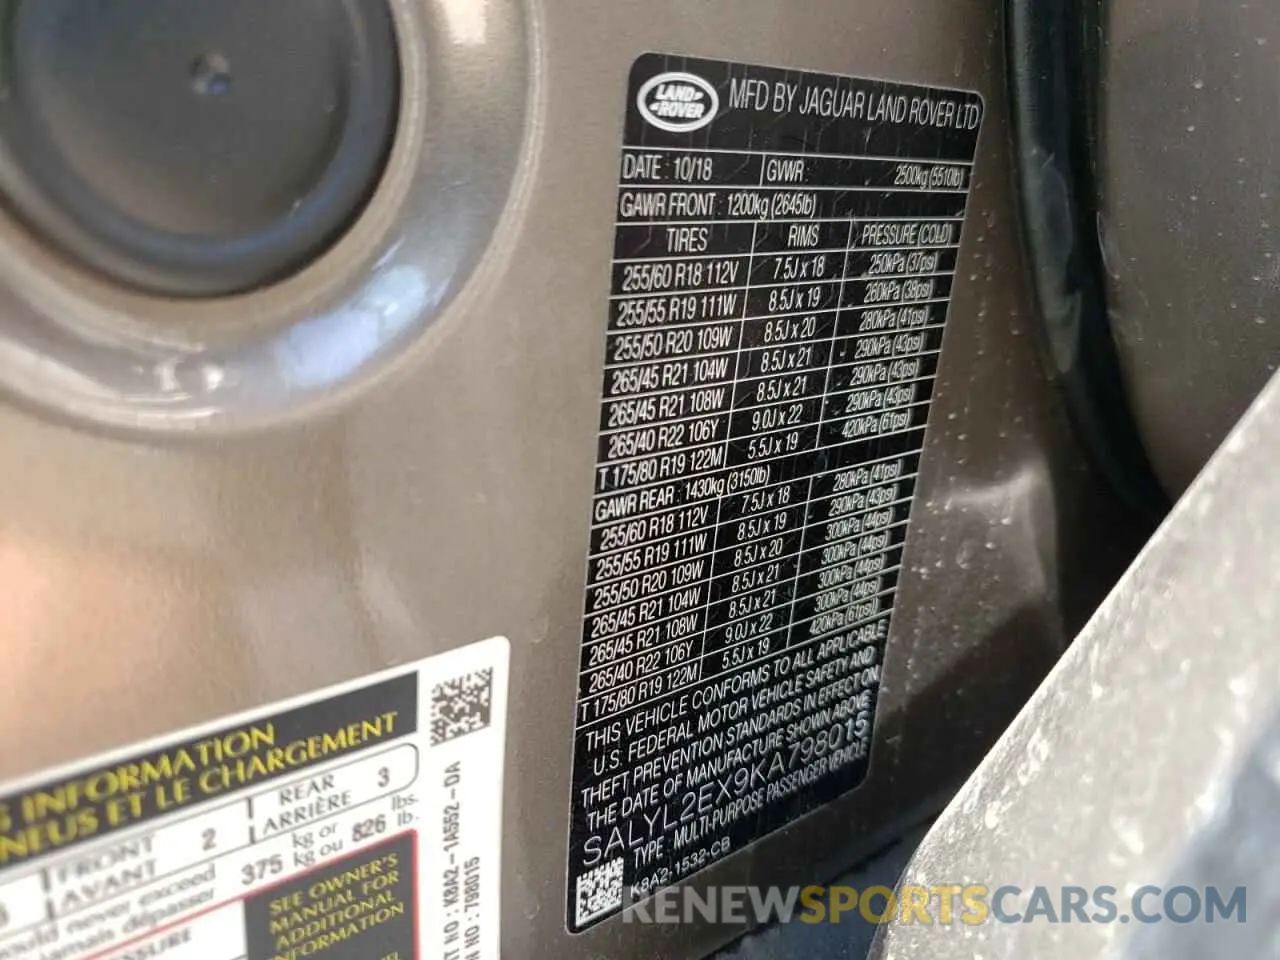 LAND ROVER
MFD BY JAGUAR LAND ROVER LTD
DATE : 10/18 GVWR : 2500kg (5510lb)
GAWR FRONT : 1200kg (2645lb)
TIRES RIMS PRESSURE (COLD)
255/60 R18 112V 7.5J x 18 250kPa (37psi)
255/55 R19 111W 8.5J x 19 260kPa (38psi)
255/50 R20 109W 8.5J x 20 280kPa (41psi)
265/45 R21 104W 8.5J x 21 290kPa (43psi)
265/45 R21 108W 8.5J x 21 290kPa (43psi)
265/40 R22 106Y 9.0J x 22 290kPa (43psi)
T 175/80 R19 122M 5.5J x 19 420kPa (61psi)
GAWR REAR : 1430kg (3150lb)
255/60 R18 112V 7.5J x 18 280kPa (41psi)
255/55 R19 111W 8.5J x 19 290kPa (43psi)
255/50 R20 109W 8.5J x 20 300kPa (44psi)
265/45 R21 104W 8.5J x 21 300kPa (44psi)
265/45 R21 108W 8.5J x 21 300kPa (44psi)
265/40 R22 106Y 9.0J x 22 300kPa (44psi)
T 175/80 R19 122M 5.5J x 19 420kPa (61psi)
THIS VEHICLE CONFORMS TO ALL APPLICABLE
U.S. FEDERAL MOTOR VEHICLE SAFETY AND
THEFT PREVENTION STANDARDS IN EFFECT ON
THE DATE OF MANUFACTURE SHOWN ABOVE
SALYL2EX9KA798015
TYPE : MULTI-PURPOSE PASSENGER VEHICLE
K8A2-1532-CB
INFORMATION
ET LE CHARGEMENT
FRONT 2 REAR 3
AVANT ARRIÈRE
never exceed 375 kg or 826 lbs.
jamais dépasser kg ou lb.
SEE OWNER'S
MANUAL FOR
ADDITIONAL
INFORMATION
NO : K8A2-1A552-DA
NO : 798015
RENEWSPORTSCARS.COM